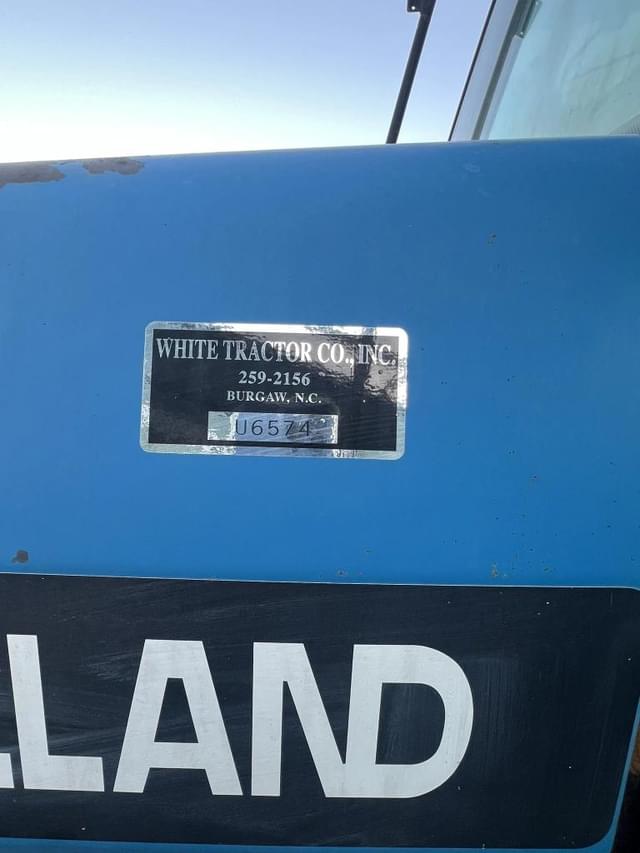 WHITE TRACTOR CO., INC.
259-2156
BURGAW, N.C.
U6574
LLAND